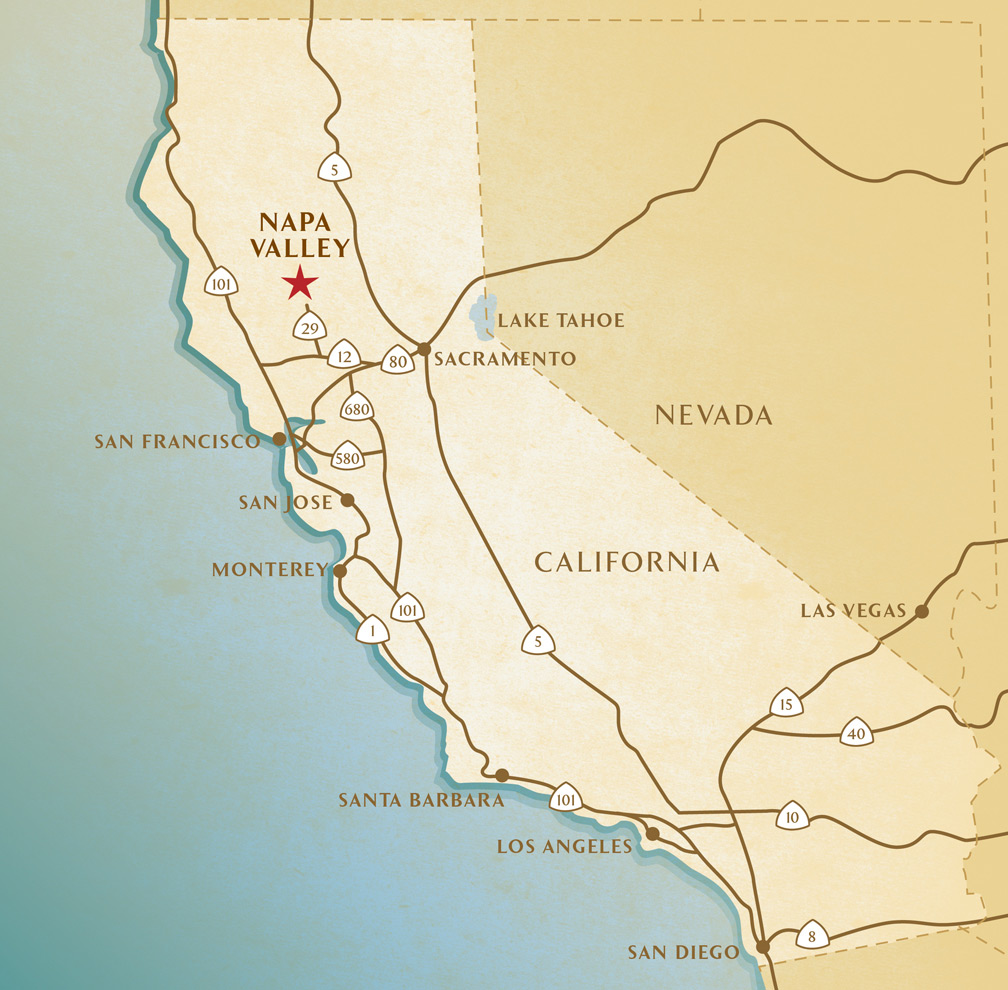 5
NAPA
VALLEY
101
29
LAKE TAHOE
12
80
SACRAMENTO
680
NEVADA
SAN FRANCISCO
580
SAN JOSE
CALIFORNIA
MONTEREY
101
LAS VEGAS
1
5
15
40
SANTA BARBARA
101
10
LOS ANGELES
8
SAN DIEGO